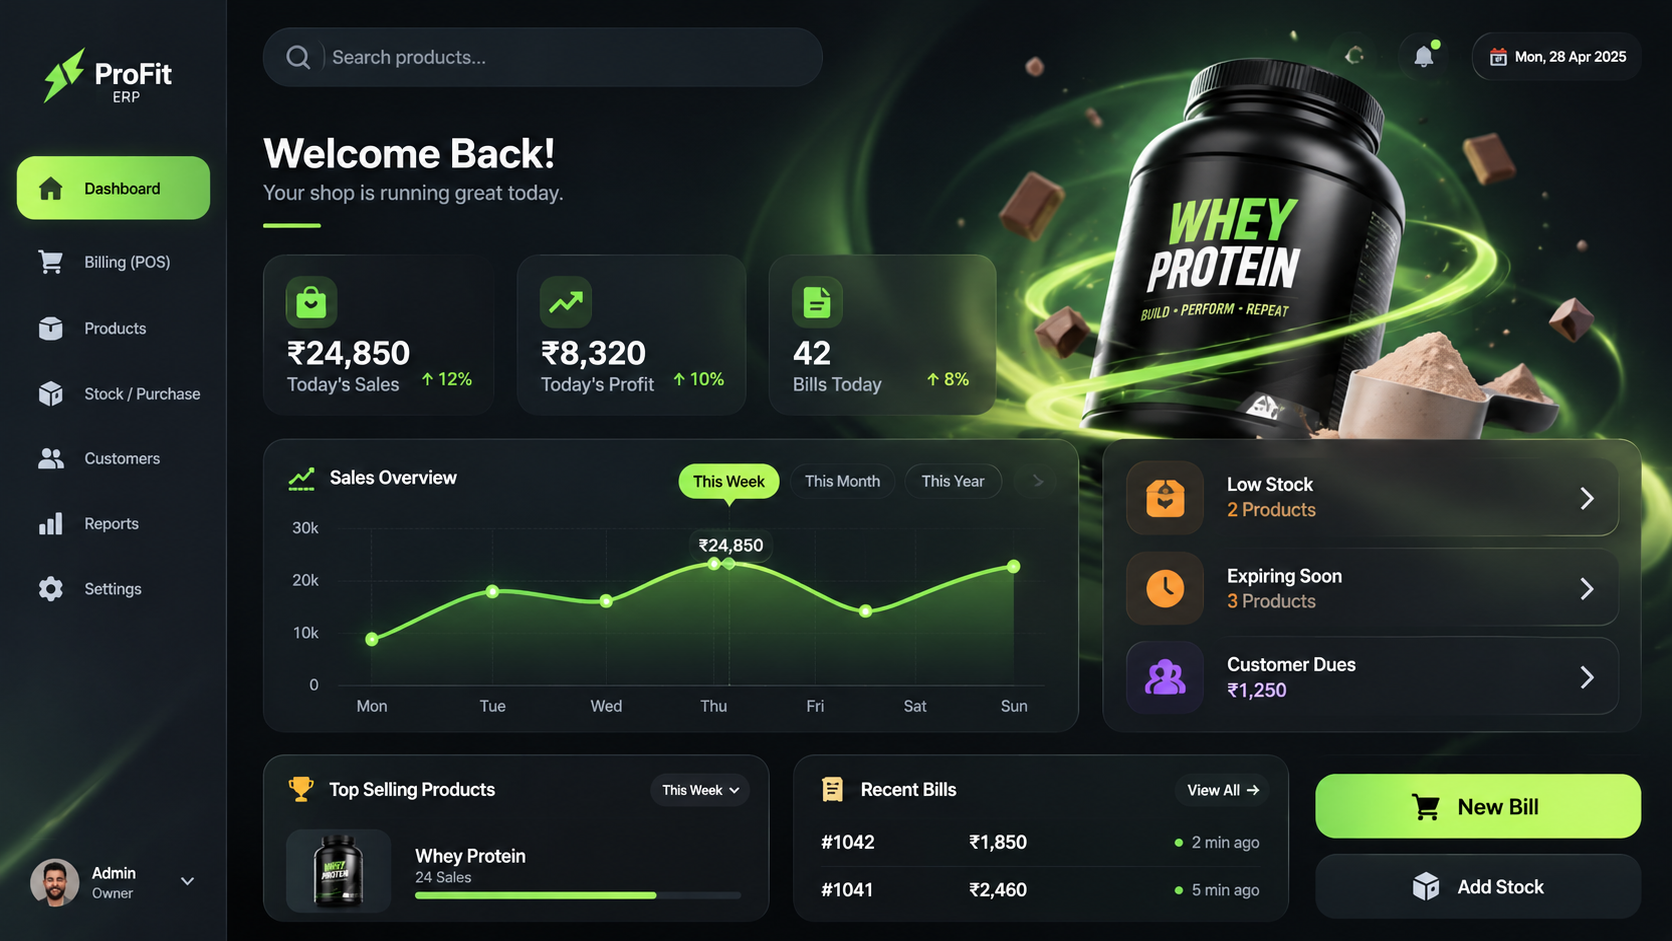 ProFit
ERP
Dashboard
Billing (POS)
Products
Stock / Purchase
Customers
Reports
Settings
Admin
Owner
Search products...
Mon, 28 Apr 2025
Welcome Back!
Your shop is running great today.
₹24,850
Today's Sales
↑ 12%
₹8,320
Today's Profit
↑ 10%
42
Bills Today
↑ 8%
WHEY
PROTEIN
BUILD • PERFORM • REPEAT
Sales Overview
This Week
This Month
This Year
30k
20k
10k
0
₹24,850
Mon
Tue
Wed
Thu
Fri
Sat
Sun
Low Stock
2 Products
Expiring Soon
3 Products
Customer Dues
₹1,250
Top Selling Products
This Week
WHEY
PROTEIN
Whey Protein
24 Sales
Recent Bills
View All →
#1042 ₹1,850 2 min ago
#1041 ₹2,460 5 min ago
New Bill
Add Stock